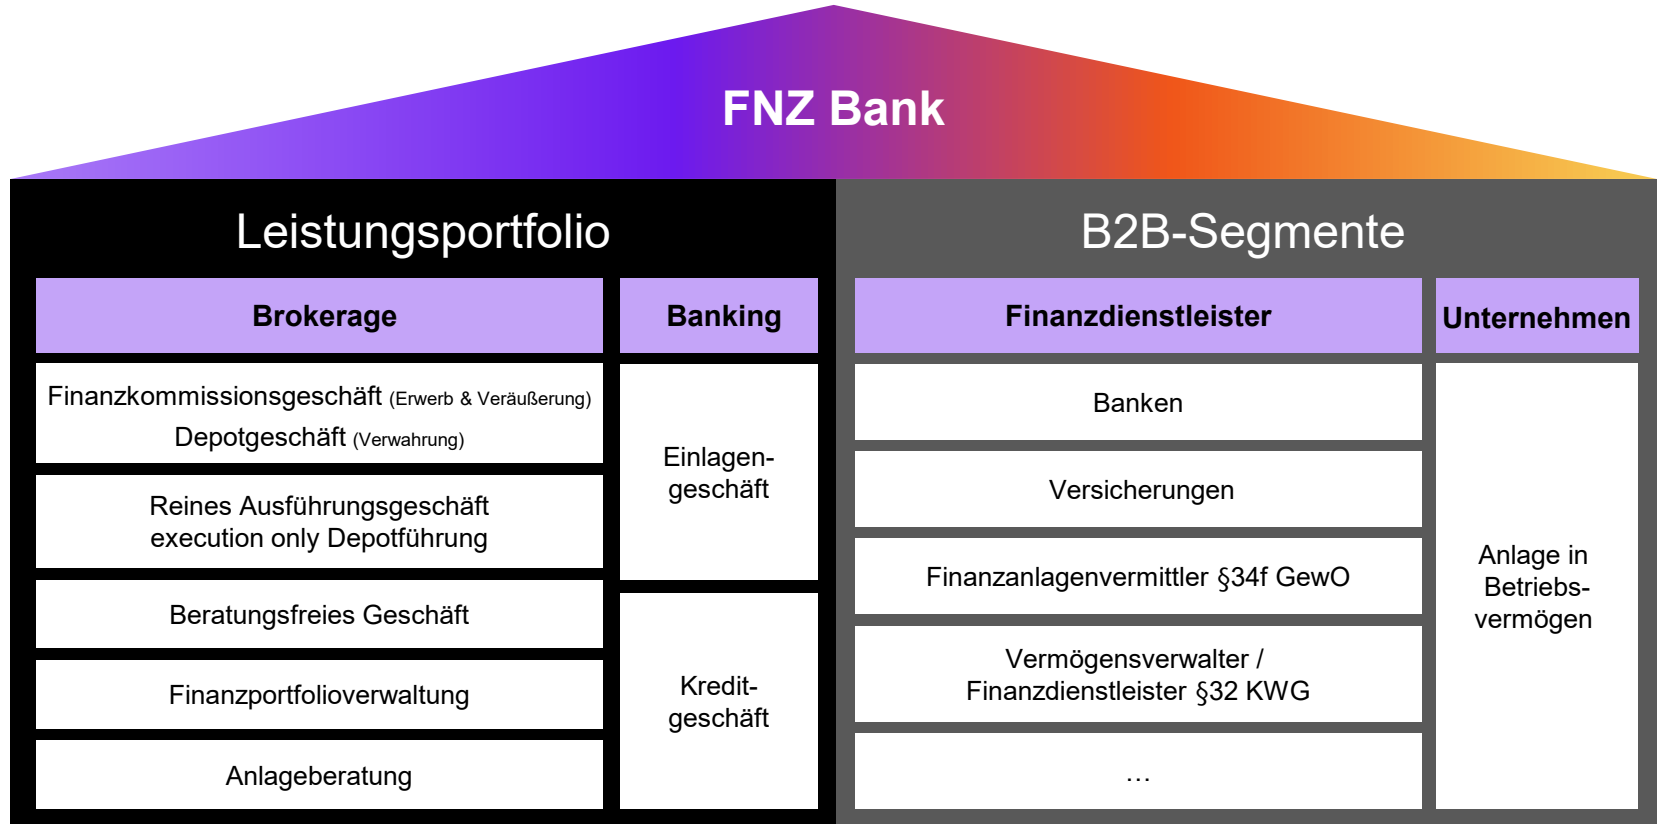 FNZ Bank
Leistungsportfolio
Brokerage
Finanzkommissionsgeschäft (Erwerb & Veräußerung)
Depotgeschäft (Verwahrung)
Reines Ausführungsgeschäft
execution only Depotführung
Beratungsfreies Geschäft
Finanzportfolioverwaltung
Anlageberatung
Banking
Einlagen-
geschäft
Kredit-
geschäft
B2B-Segmente
Finanzdienstleister
Banken
Versicherungen
Finanzanlagenvermittler §34f GewO
Vermögensverwalter /
Finanzdienstleister §32 KWG
…
Unternehmen
Anlage in
Betriebs-
vermögen